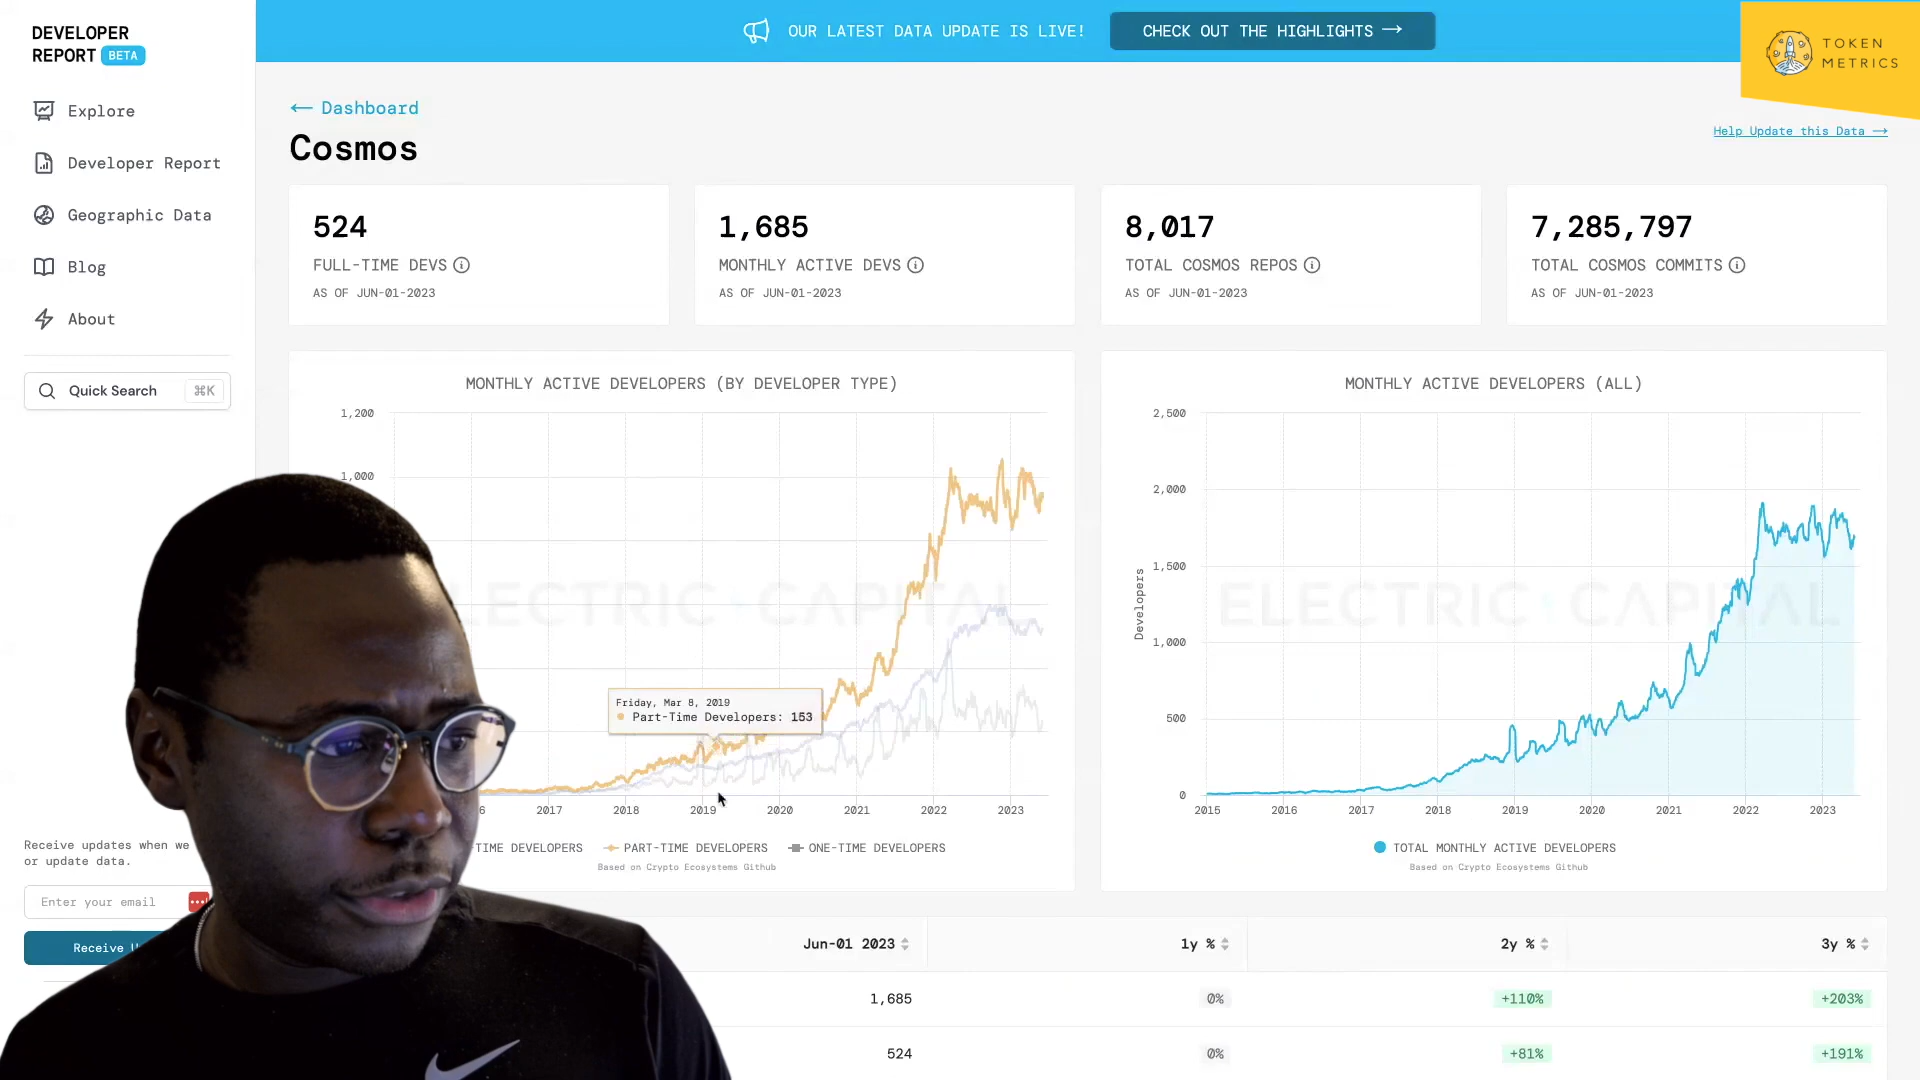 DEVELOPER
REPORT BETA
Explore
Developer Report
Geographic Data
Blog
About
Quick Search ⌘K
Receive updates when we
or update data.
Enter your email
Receive
OUR LATEST DATA UPDATE IS LIVE!
CHECK OUT THE HIGHLIGHTS →
TOKEN
METRICS
← Dashboard
Cosmos
Help Update this Data →
524
FULL-TIME DEVS
AS OF JUN-01-2023
1,685
MONTHLY ACTIVE DEVS
AS OF JUN-01-2023
8,017
TOTAL COSMOS REPOS
AS OF JUN-01-2023
7,285,797
TOTAL COSMOS COMMITS
AS OF JUN-01-2023
MONTHLY ACTIVE DEVELOPERS (BY DEVELOPER TYPE)
1,200
1,000
ELECTRIC CAPITAL
Friday, Mar 8, 2019
Part-Time Developers: 153
6 2017 2018 2019 2020 2021 2022 2023
TIME DEVELOPERS PART-TIME DEVELOPERS ONE-TIME DEVELOPERS
Based on Crypto Ecosystems Github
MONTHLY ACTIVE DEVELOPERS (ALL)
Developers
2,500
2,000
1,500
1,000
500
0
ELECTRIC CAPITAL
2015 2016 2017 2018 2019 2020 2021 2022 2023
TOTAL MONTHLY ACTIVE DEVELOPERS
Based on Crypto Ecosystems Github
Jun-01 2023 1y % 2y % 3y %
1,685 0% +110% +203%
524 0% +81% +191%